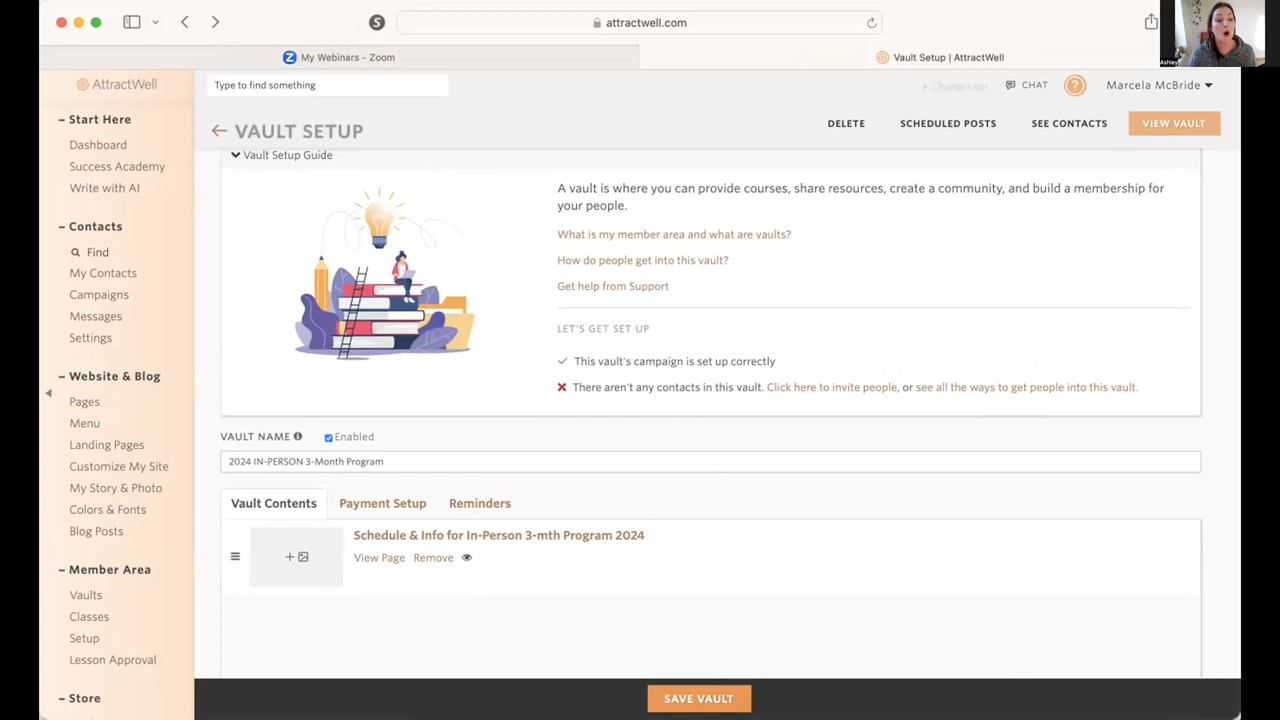 attractwell.com
My Webinars - Zoom
Vault Setup | AttractWell
Ashley
AttractWell
Type to find something
Change User
CHAT
?
Marcela McBride
VAULT SETUP
DELETE
SCHEDULED POSTS
SEE CONTACTS
VIEW VAULT
Start Here
Dashboard
Success Academy
Write with AI
Contacts
Find
My Contacts
Campaigns
Messages
Settings
Website & Blog
Pages
Menu
Landing Pages
Customize My Site
My Story & Photo
Colors & Fonts
Blog Posts
Member Area
Vaults
Classes
Setup
Lesson Approval
Store
Vault Setup Guide
A vault is where you can provide courses, share resources, create a community, and build a membership for
your people.
What is my member area and what are vaults?
How do people get into this vault?
Get help from Support
LET'S GET SET UP
This vault's campaign is set up correctly
There aren't any contacts in this vault. Click here to invite people, or see all the ways to get people into this vault.
VAULT NAME
Enabled
2024 IN-PERSON 3-Month Program
Vault Contents
Payment Setup
Reminders
Schedule & Info for In-Person 3-mth Program 2024
View Page Remove
SAVE VAULT